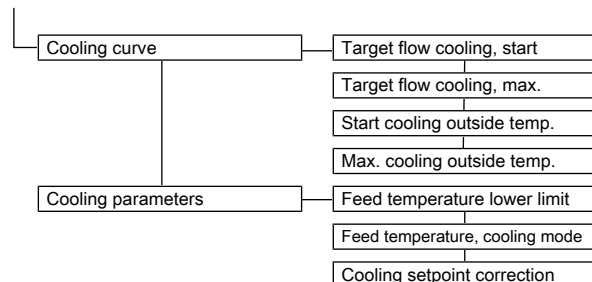 Cooling curve
Target flow cooling, start
Target flow cooling, max.
Start cooling outside temp.
Max. cooling outside temp.
Cooling parameters
Feed temperature lower limit
Feed temperature, cooling mode
Cooling setpoint correction